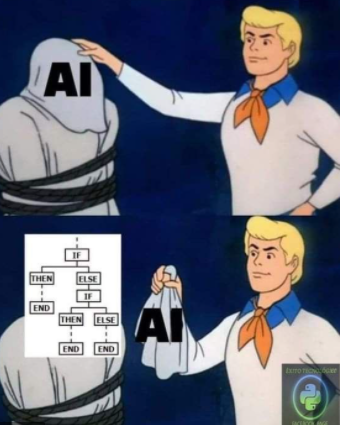 AI
IF
THEN ELSE
IF
END
THEN ELSE
END END
AI